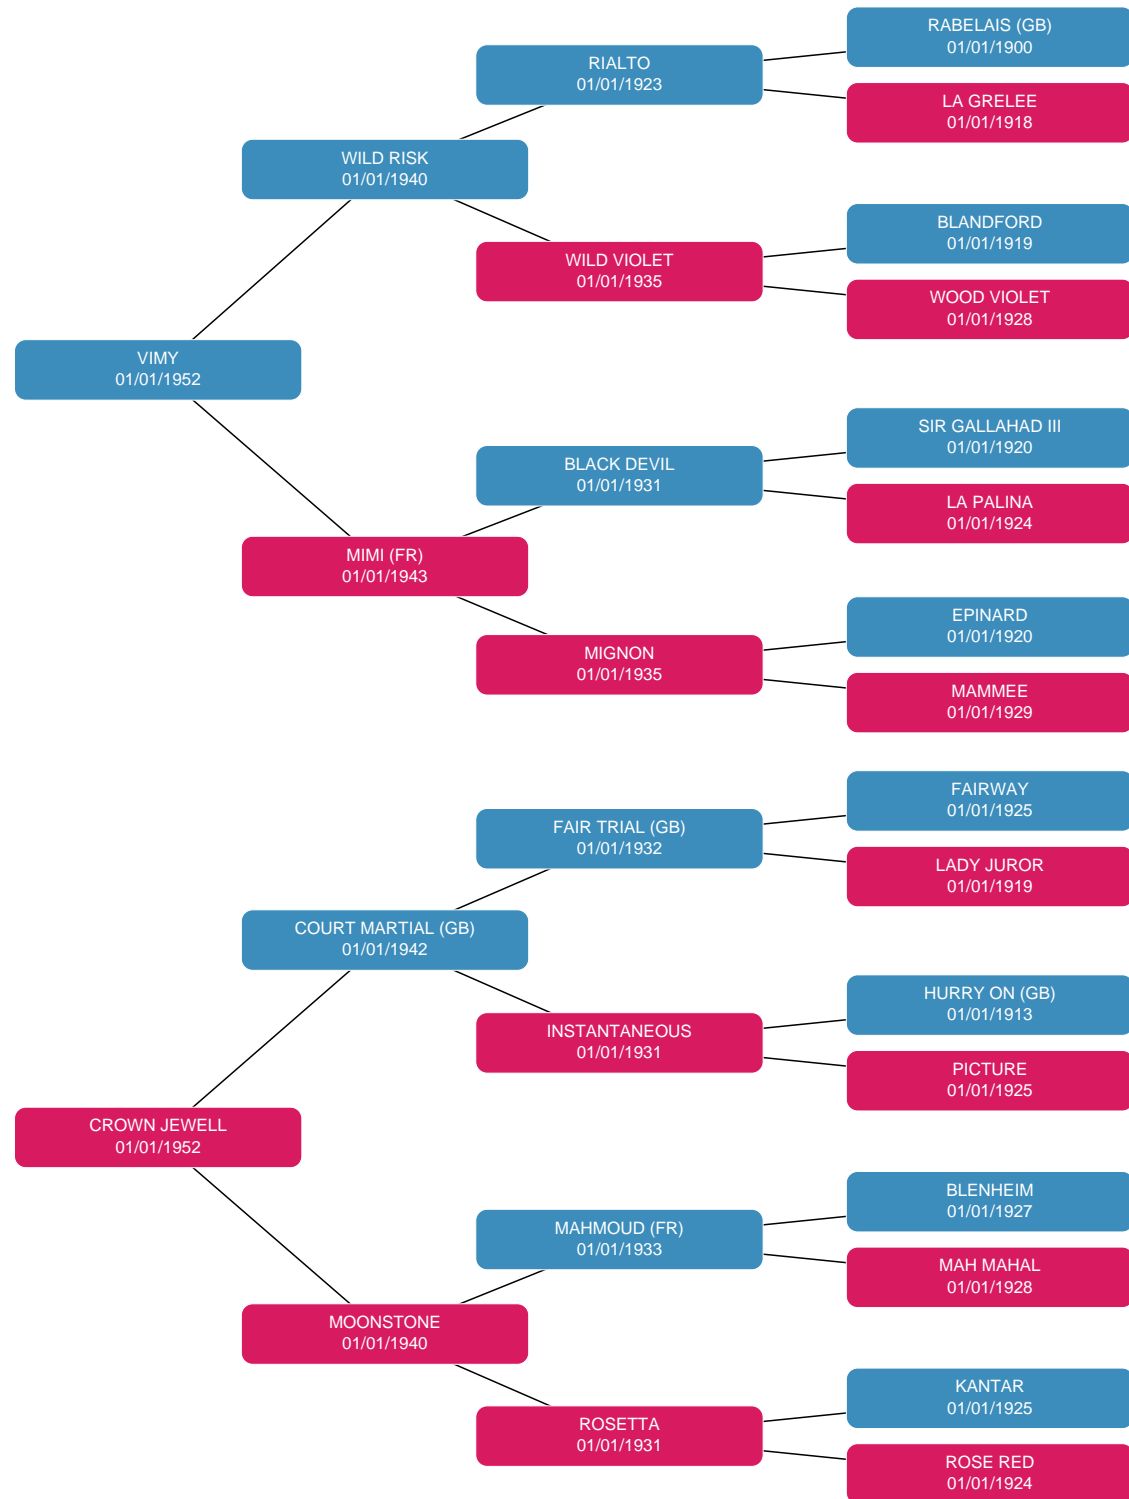 RABELAIS (GB)
01/01/1900
RIALTO
01/01/1923
LA GRELEE
01/01/1918
WILD RISK
01/01/1940
BLANDFORD
01/01/1919
WILD VIOLET
01/01/1935
WOOD VIOLET
01/01/1928
VIMY
01/01/1952
SIR GALLAHAD III
01/01/1920
BLACK DEVIL
01/01/1931
LA PALINA
01/01/1924
MIMI (FR)
01/01/1943
EPINARD
01/01/1920
MIGNON
01/01/1935
MAMMEE
01/01/1929
FAIRWAY
01/01/1925
FAIR TRIAL (GB)
01/01/1932
LADY JUROR
01/01/1919
COURT MARTIAL (GB)
01/01/1942
HURRY ON (GB)
01/01/1913
INSTANTANEOUS
01/01/1931
PICTURE
01/01/1925
CROWN JEWELL
01/01/1952
BLENHEIM
01/01/1927
MAHMOUD (FR)
01/01/1933
MAH MAHAL
01/01/1928
MOONSTONE
01/01/1940
KANTAR
01/01/1925
ROSETTA
01/01/1931
ROSE RED
01/01/1924